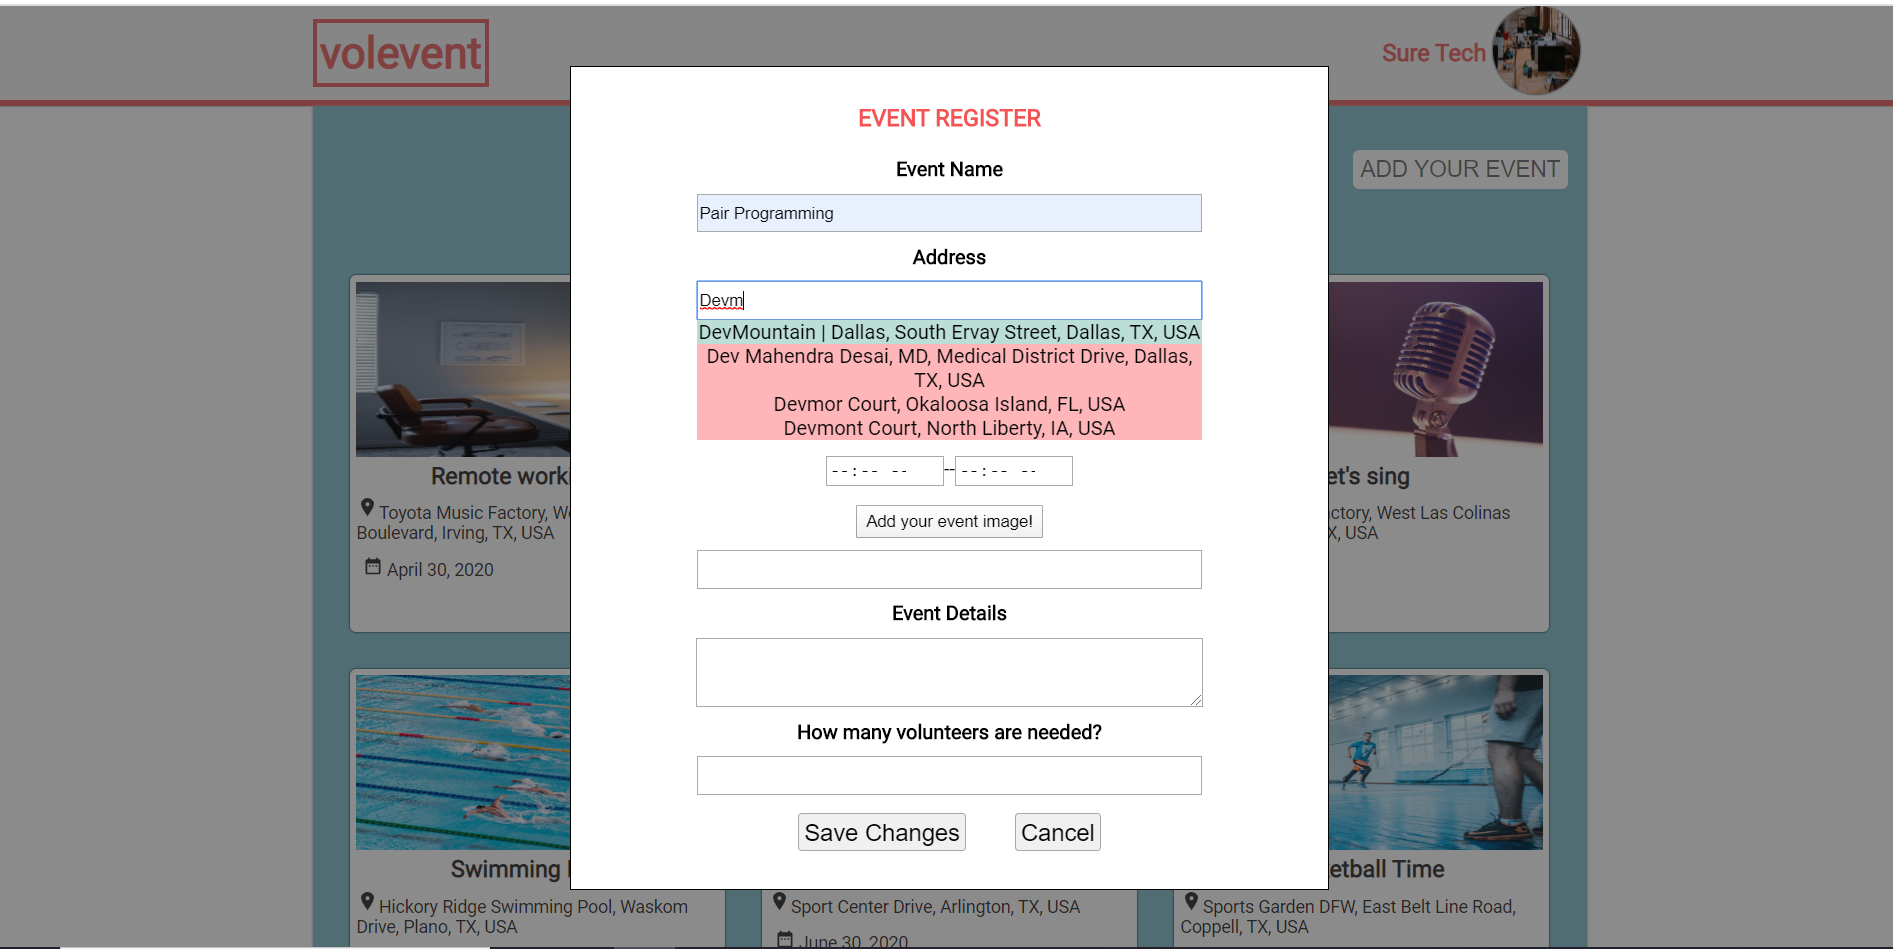 volevent
Sure Tech
ADD YOUR EVENT
EVENT REGISTER
Event Name
Pair Programming
Address
Devm
DevMountain | Dallas, South Ervay Street, Dallas, TX, USA
Dev Mahendra Desai, MD, Medical District Drive, Dallas,
TX, USA
Devmor Court, Okaloosa Island, FL, USA
Devmont Court, North Liberty, IA, USA
--:-- -- -- --:-- --
Add your event image!
Event Details
How many volunteers are needed?
Save Changes Cancel
Remote worki
Toyota Music Factory, W
Boulevard, Irving, TX, USA
April 30, 2020
et's sing
ctory, West Las Colinas
X, USA
Swimming
Hickory Ridge Swimming Pool, Waskom
Drive, Plano, TX, USA
Sport Center Drive, Arlington, TX, USA
June 30, 2020
etball Time
Sports Garden DFW, East Belt Line Road,
Coppell, TX, USA